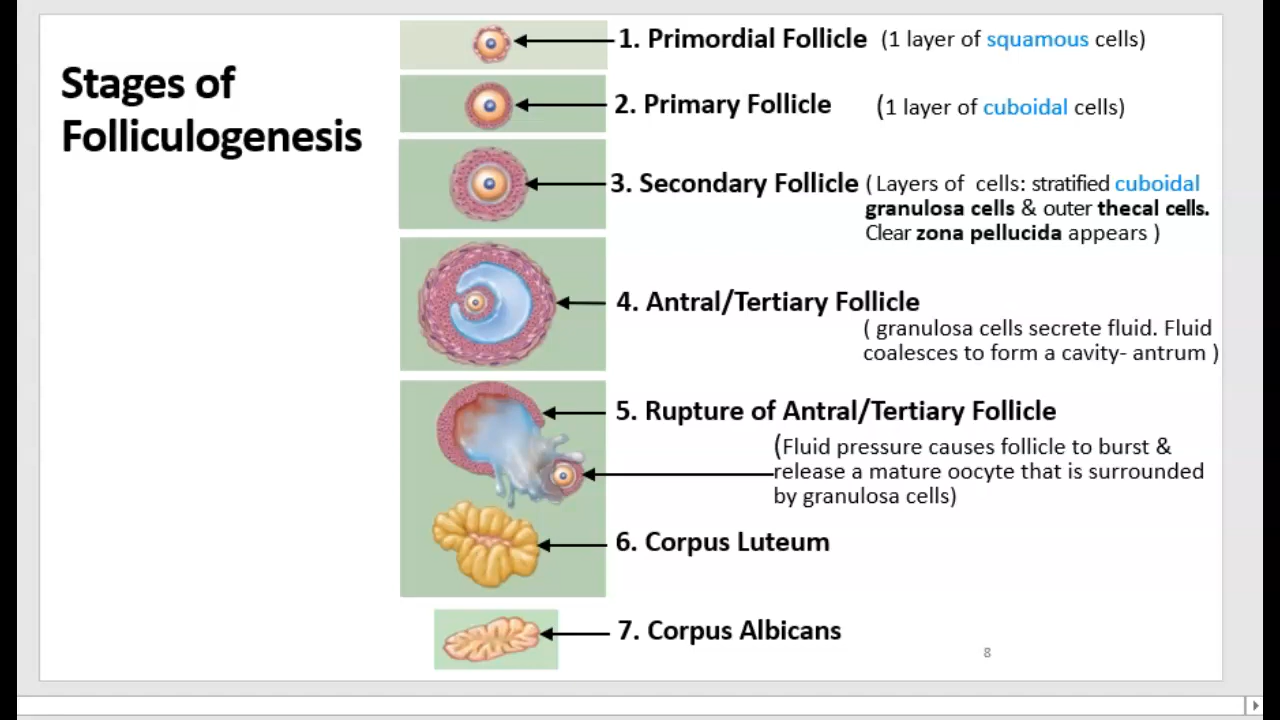 Stages of
Folliculogenesis
1. Primordial Follicle (1 layer of squamous cells)
2. Primary Follicle (1 layer of cuboidal cells)
3. Secondary Follicle ( Layers of cells: stratified cuboidal
granulosa cells & outer thecal cells.
Clear zona pellucida appears )
4. Antral/Tertiary Follicle
( granulosa cells secrete fluid. Fluid
coalesces to form a cavity- antrum )
5. Rupture of Antral/Tertiary Follicle
(Fluid pressure causes follicle to burst &
release a mature oocyte that is surrounded
by granulosa cells)
6. Corpus Luteum
7. Corpus Albicans
8